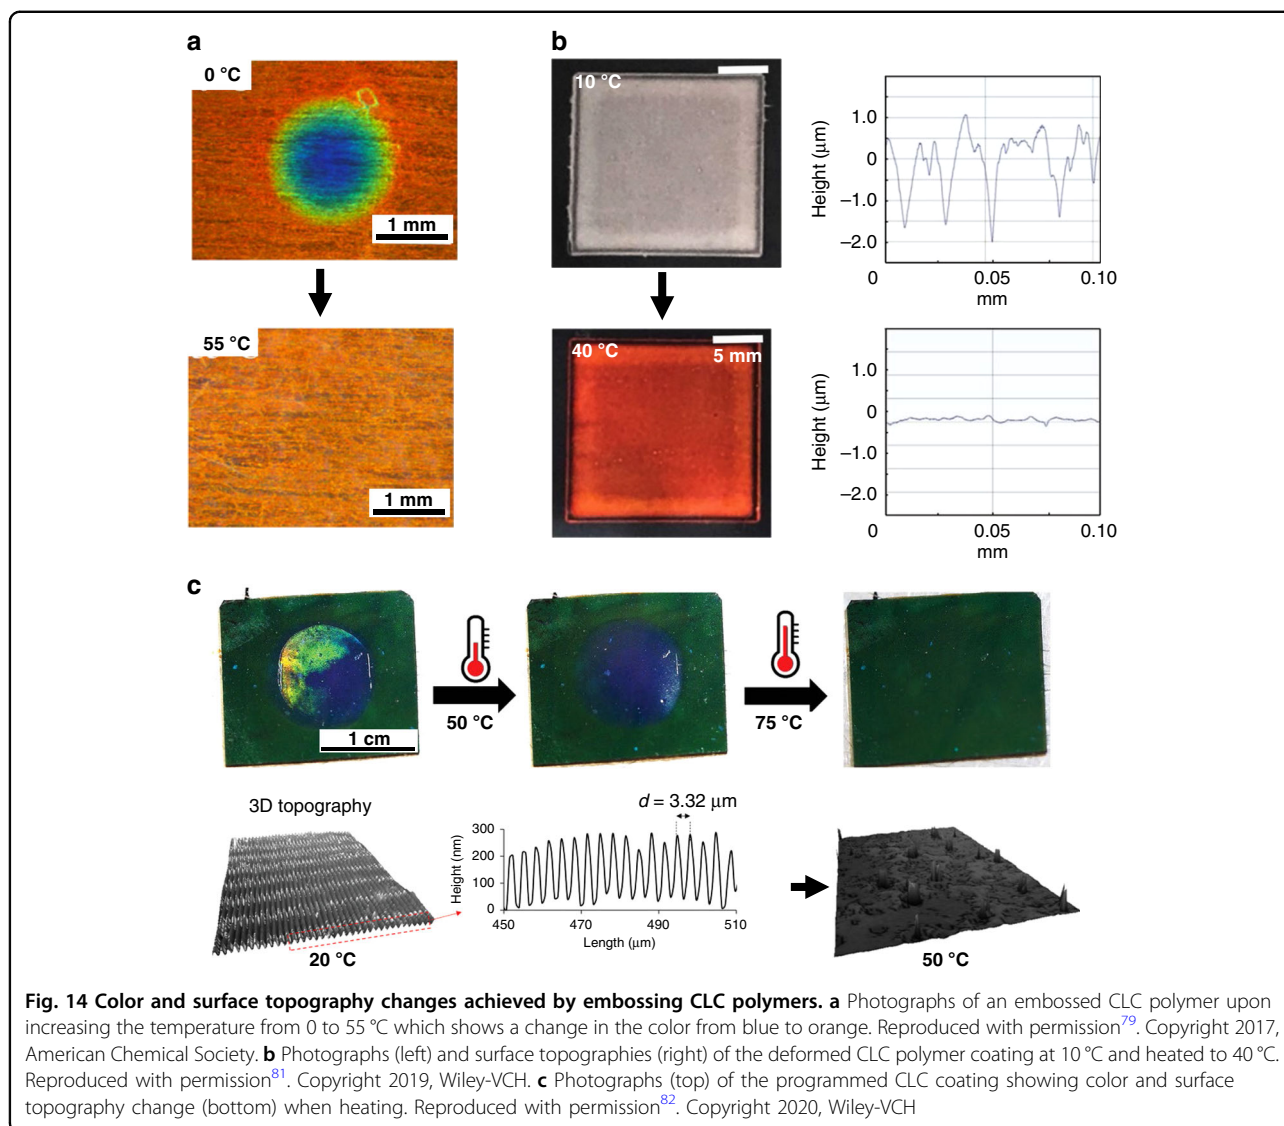 a
0 °C
1 mm
55 °C
1 mm
b
10 °C
40 °C
5 mm
Height (μm)
1.0
0
–1.0
–2.0
0
0.05
0.10
mm
Height (μm)
1.0
0
–1.0
–2.0
0
0.05
0.10
mm
c
1 cm
50 °C
75 °C
3D topography
20 °C
d = 3.32 μm
Height (nm)
300
200
100
0
450
470
490
510
Length (μm)
50 °C
Fig. 14 Color and surface topography changes achieved by embossing CLC polymers. a Photographs of an embossed CLC polymer upon
increasing the temperature from 0 to 55 °C which shows a change in the color from blue to orange. Reproduced with permission79. Copyright 2017,
American Chemical Society. b Photographs (left) and surface topographies (right) of the deformed CLC polymer coating at 10 °C and heated to 40 °C.
Reproduced with permission81. Copyright 2019, Wiley-VCH. c Photographs (top) of the programmed CLC coating showing color and surface
topography change (bottom) when heating. Reproduced with permission82. Copyright 2020, Wiley-VCH